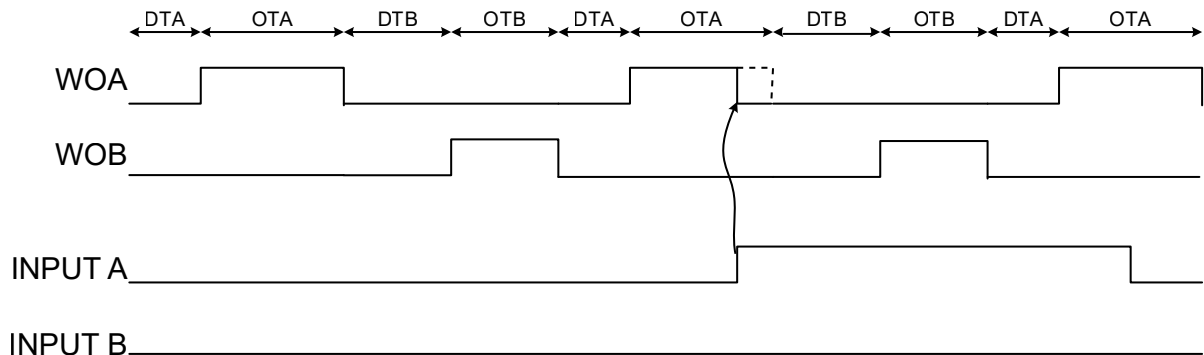 DTA OTA DTB OTB DTA OTA DTB OTB DTA OTA
WOA
WOB
INPUT A
INPUT B